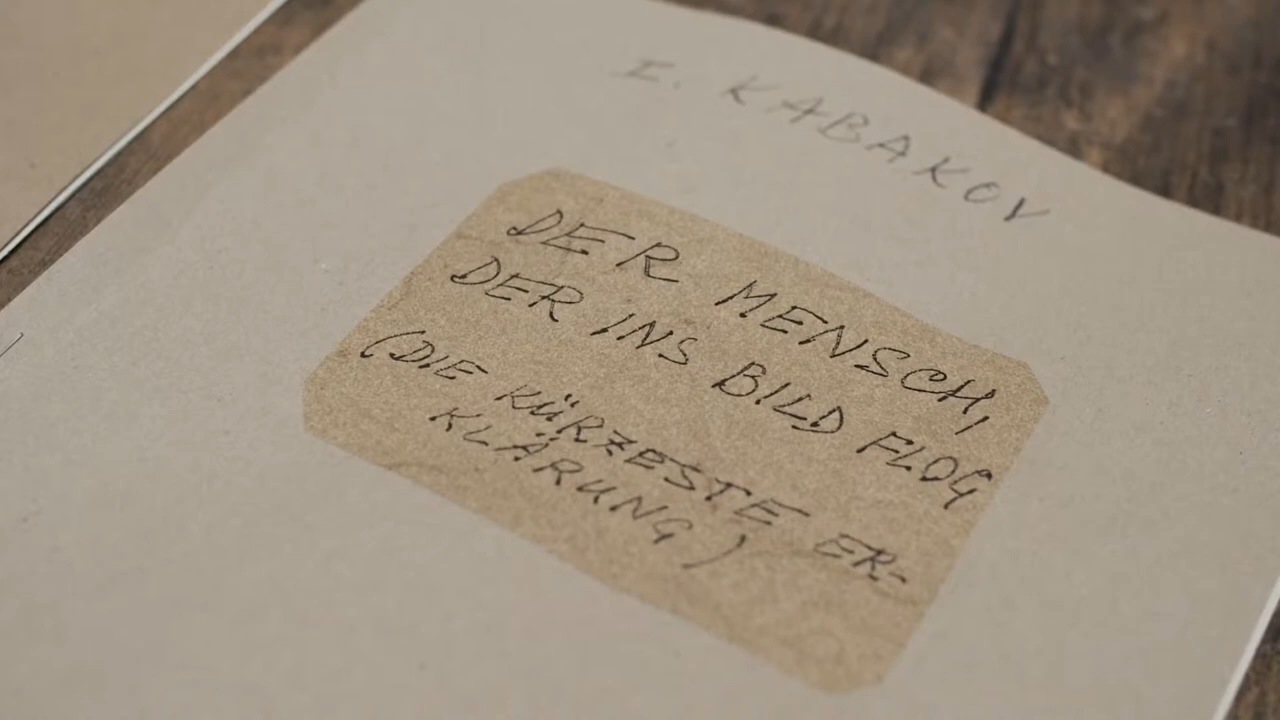 I. KABAKOV
DER MENSCH,
DER INS BILD FLOG
(DIE KÜRZESTE ER-
KLÄRUNG)